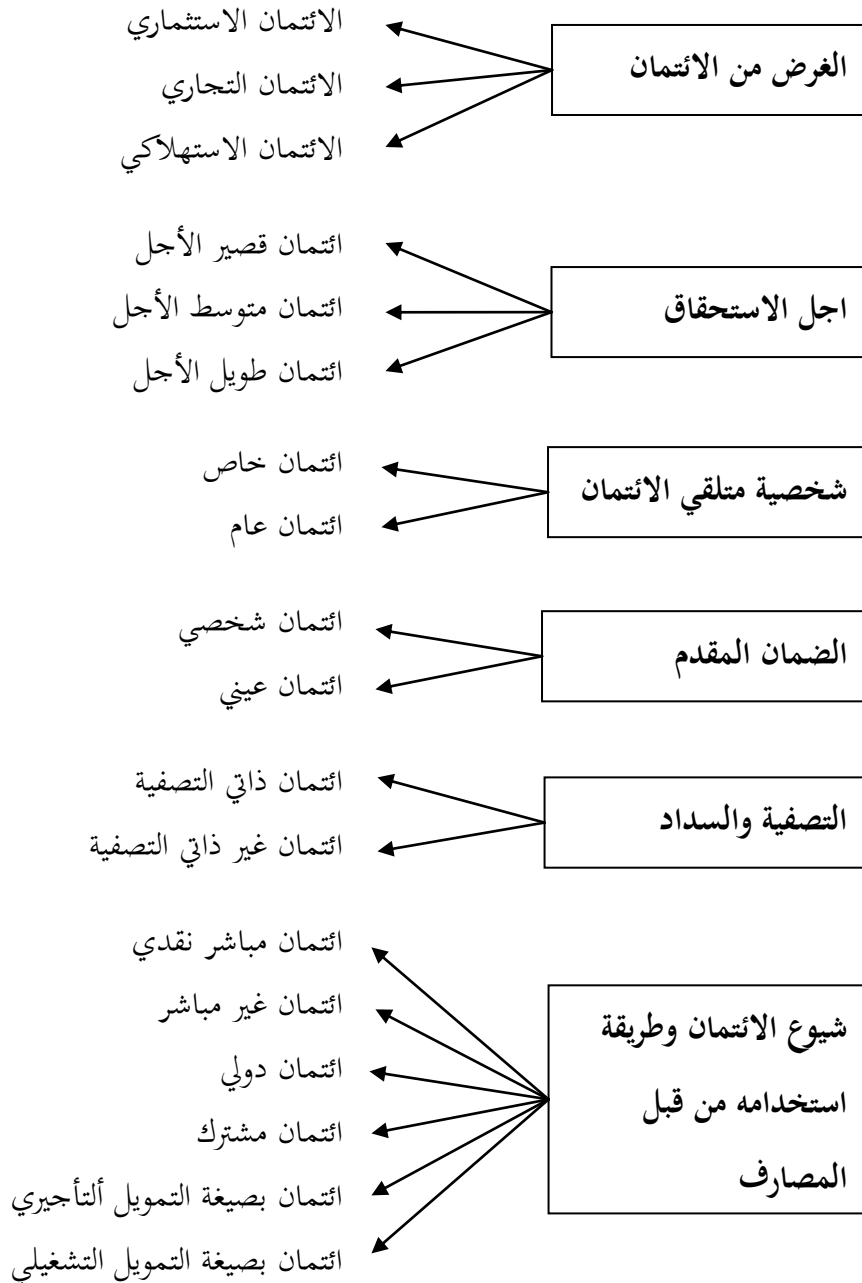 الغرض من الائتمان
الائتمان الاستثماري
الائتمان التجاري
الائتمان الاستهلاكي
اجل الاستحقاق
ائتمان قصير الأجل
ائتمان متوسط الأجل
ائتمان طويل الأجل
شخصية متلقي الائتمان
ائتمان خاص
ائتمان عام
الضمان المقدم
ائتمان شخصي
ائتمان عيني
التصفية والسداد
ائتمان ذاتي التصفية
ائتمان غير ذاتي التصفية
شيوع الائتمان وطريقة
استخدامه من قبل
المصارف
ائتمان مباشر نقدي
ائتمان غير مباشر
ائتمان دولي
ائتمان مشترك
ائتمان بصيغة التمويل ألتأجيري
ائتمان بصيغة التمويل التشغيلي